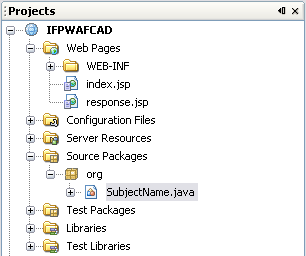 Projects
IFPWAFCAD
Web Pages
WEB-INF
index.jsp
response.jsp
Configuration Files
Server Resources
Source Packages
org
SubjectName.java
Test Packages
Libraries
Test Libraries